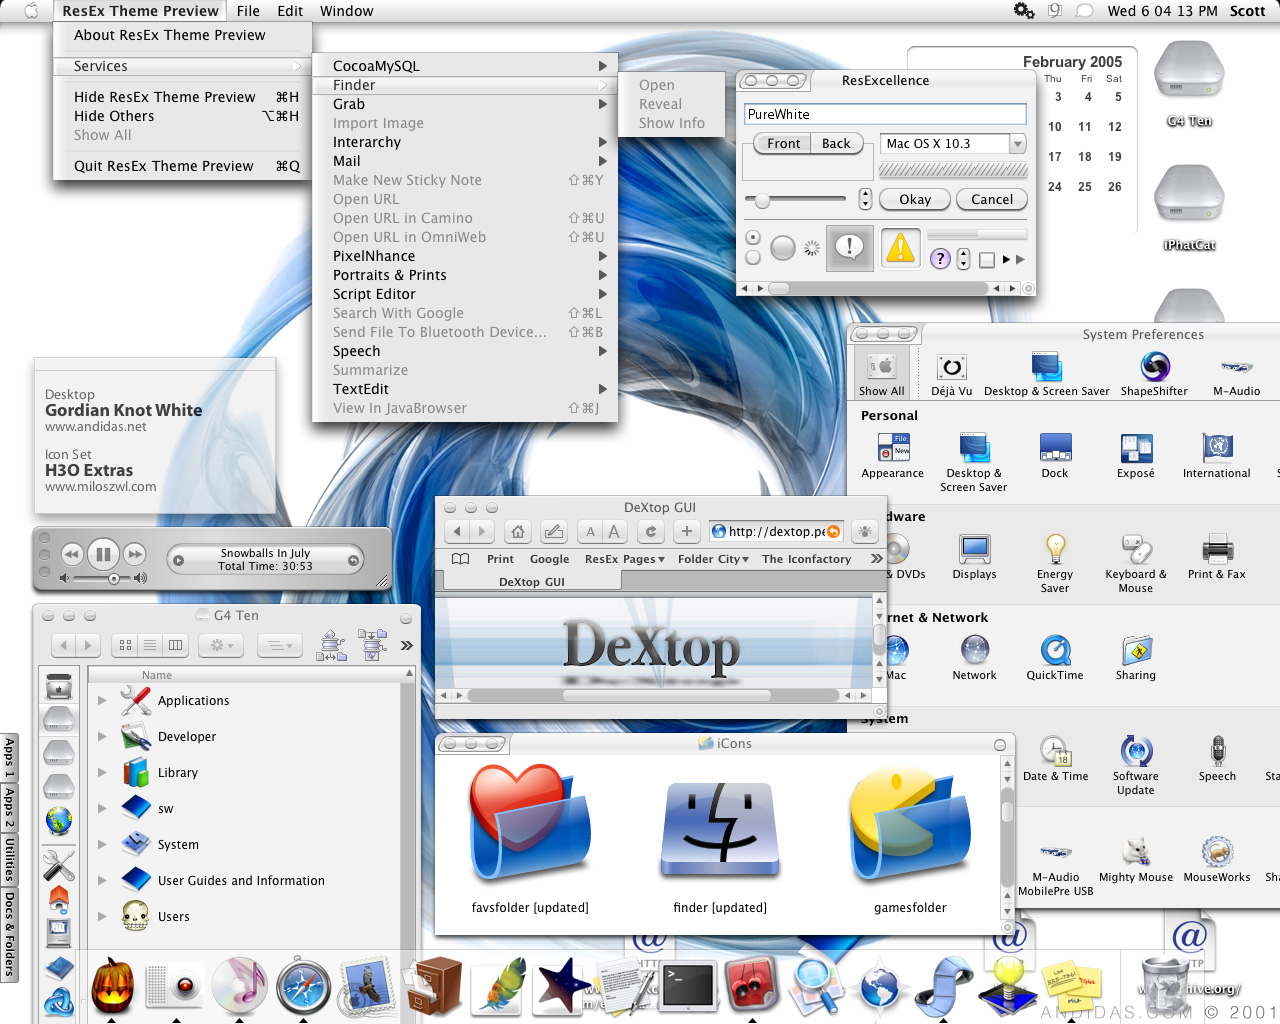 ResEx Theme Preview File Edit Window
Wed 6 04 13 PM Scott
About ResEx Theme Preview
Services
Hide ResEx Theme Preview ⌘H
Hide Others ⌥⌘H
Show All
Quit ResEx Theme Preview ⌘Q
CocoaMySQL
Finder
Grab
Import Image
Interarchy
Mail
Make New Sticky Note ⇧⌘Y
Open URL
Open URL in Camino ⇧⌘U
Open URL in OmniWeb ⇧⌘U
PixelNhance
Portraits & Prints
Script Editor
Search With Google ⇧⌘L
Send File To Bluetooth Device... ⇧⌘B
Speech
Summarize
TextEdit
View In JavaBrowser ⇧⌘J
Open
Reveal
Show Info
ResExcellence
PureWhite
Front Back
Mac OS X 10.3
Okay Cancel
February 2005
Thu Fri Sat
3 4 5
10 11 12
17 18 19
24 25 26
G4 Ten
iPhatCat
System Preferences
Show All Déjà Vu Desktop & Screen Saver ShapeShifter M-Audio
Personal
Appearance
Desktop &
Screen Saver
Dock
Exposé
International
dware
& DVDs
Displays
Energy
Saver
Keyboard &
Mouse
Print & Fax
rnet & Network
Mac
Network
QuickTime
Sharing
System
Date & Time
Software
Update
Speech
Sta
M-Audio
MobilePre USB
Mighty Mouse
MouseWorks
Sha
Desktop
Gordian Knot White
www.andidas.net
Icon Set
H3O Extras
www.miloszwl.com
Snowballs In July
Total Time: 30:53
G4 Ten
Name
Applications
Developer
Library
sw
System
User Guides and Information
Users
Apps 1
Apps 2
Utilities
Docs & Folders
DeXtop GUI
A A
http://dextop.pe
Print Google ResEx Pages Folder City The Iconfactory
DeXtop GUI
DeXtop
iCons
favsfolder [updated]
finder [updated]
gamesfolder
hive.org/
ANDIDAS.COM © 2001